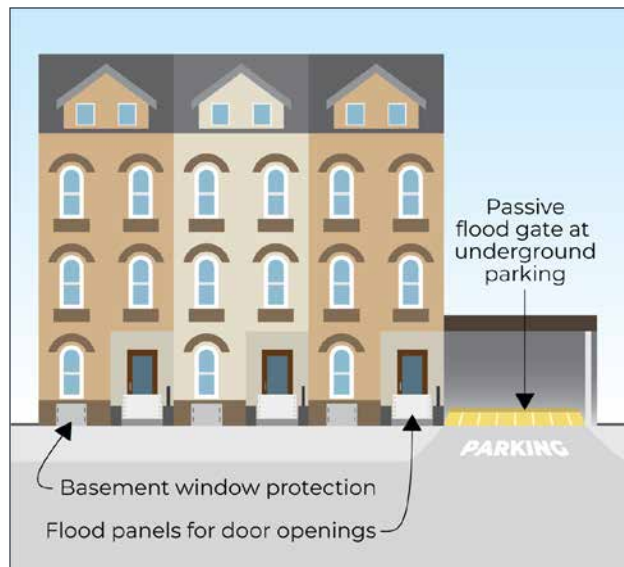 Passive
flood gate at
underground
parking
PARKING
Basement window protection
Flood panels for door openings